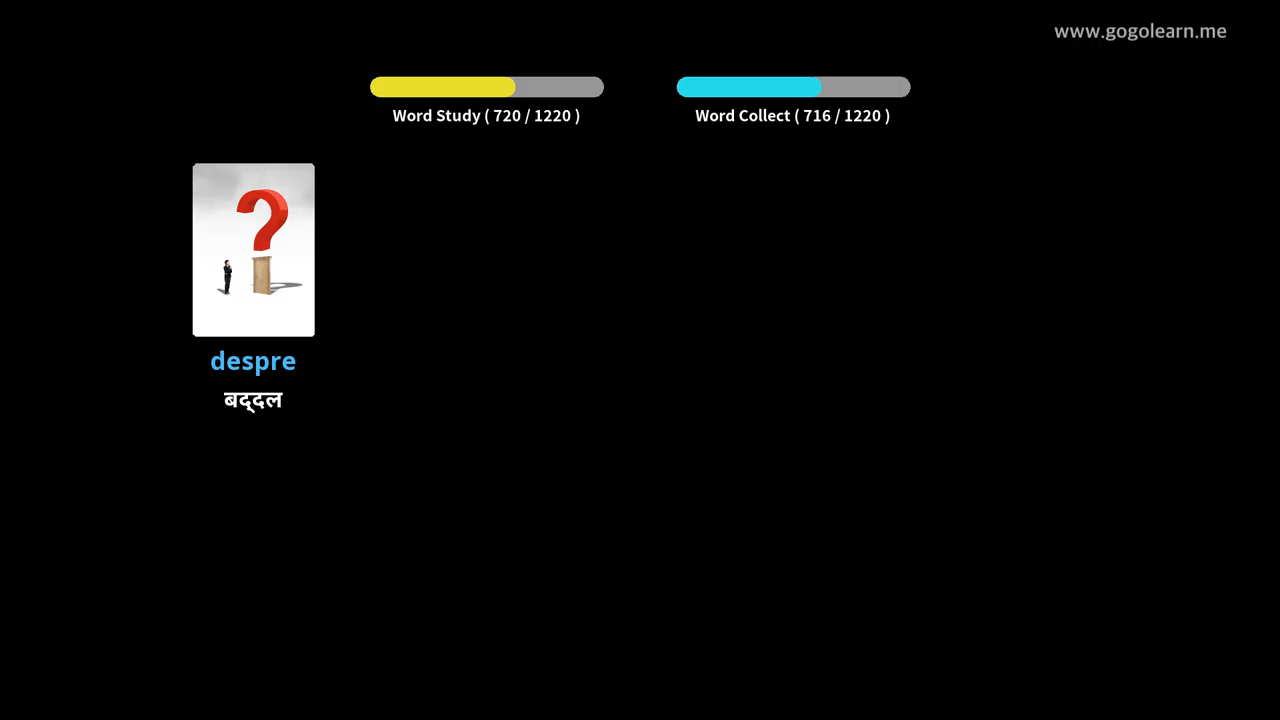 www.gogolearn.me
Word Study ( 720 / 1220 )
Word Collect ( 716 / 1220 )
?
despre
बद्दल